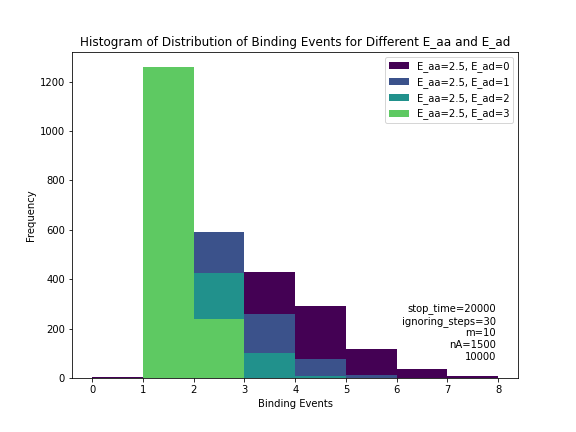 Histogram of Distribution of Binding Events for Different E_aa and E_ad
E_aa=2.5, E_ad=0
E_aa=2.5, E_ad=1
E_aa=2.5, E_ad=2
E_aa=2.5, E_ad=3
1200
1000
800
600
400
200
0
Frequency
stop_time=20000
ignoring_steps=30
m=10
nA=1500
10000
0 1 2 3 4 5 6 7 8
Binding Events